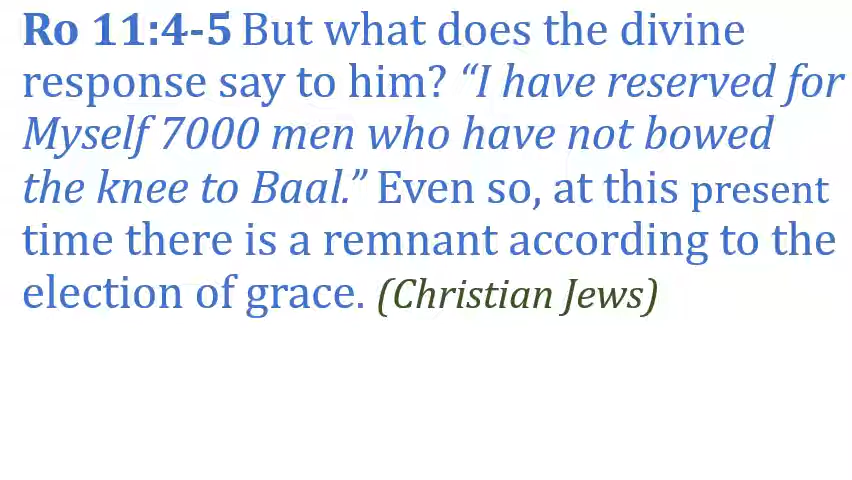 Ro 11:4-5 But what does the divine
response say to him? “I have reserved for
Myself 7000 men who have not bowed
the knee to Baal.” Even so, at this present
time there is a remnant according to the
election of grace. (Christian Jews)